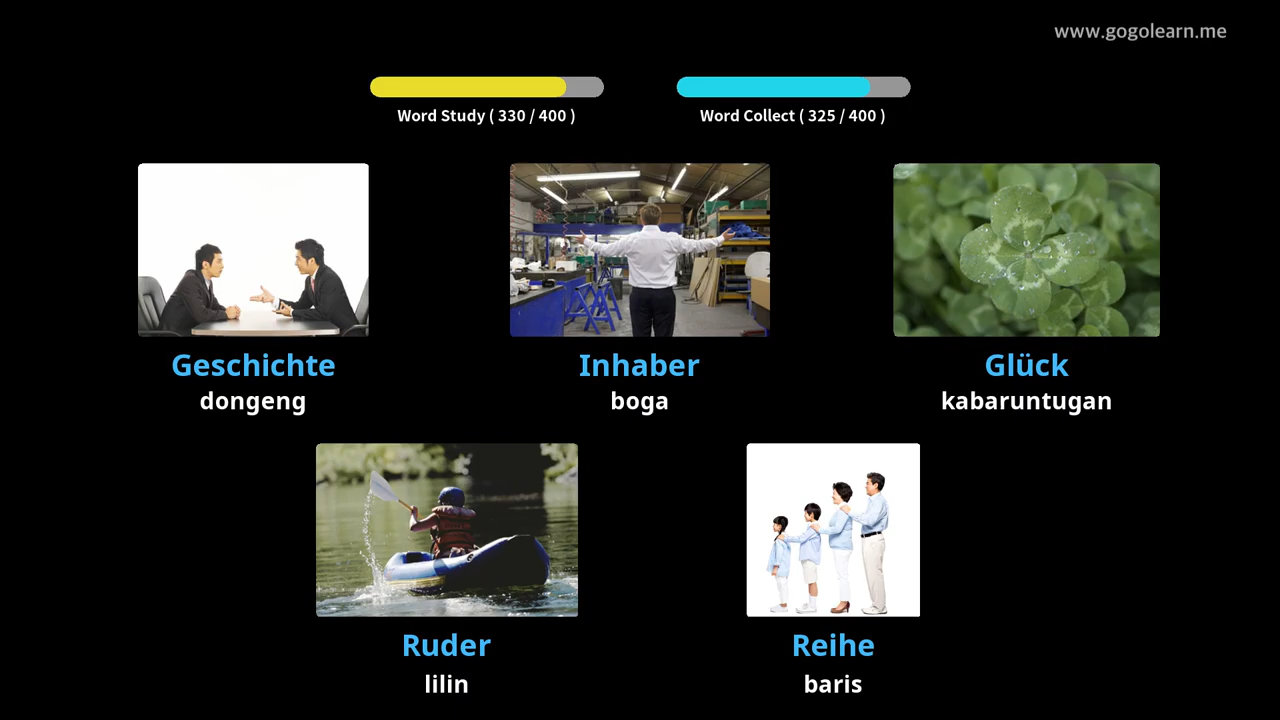 www.gogolearn.me
Word Study ( 330 / 400 )
Word Collect ( 325 / 400 )
Geschichte
dongeng
Inhaber
boga
Glück
kabaruntugan
Ruder
lilin
Reihe
baris